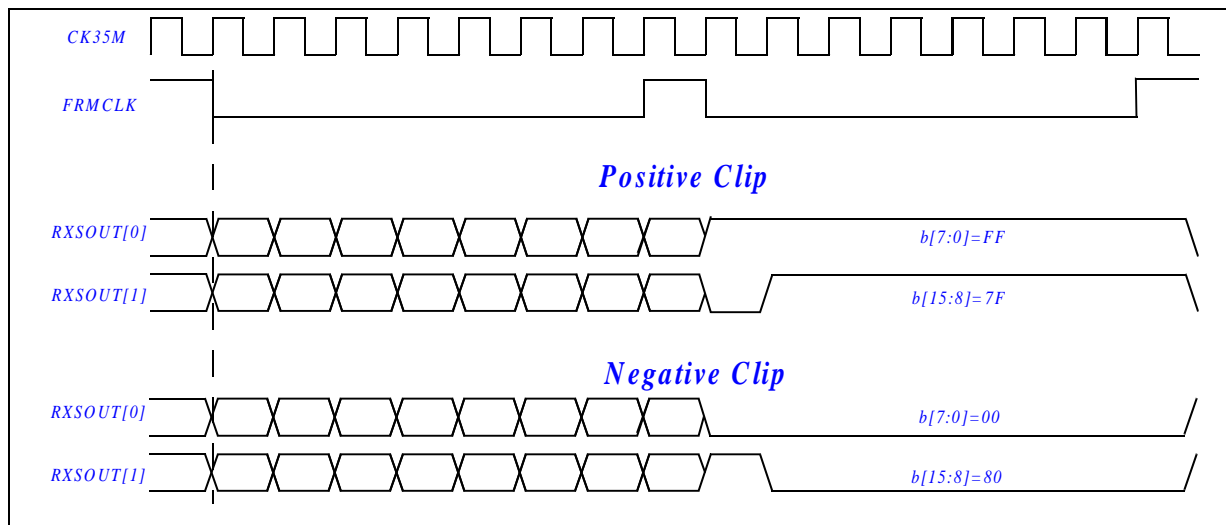 CK35M
FRMCLK
Positive Clip
RXSOUT[0]
b[7:0]=FF
RXSOUT[1]
b[15:8]=7F
Negative Clip
RXSOUT[0]
b[7:0]=00
RXSOUT[1]
b[15:8]=80